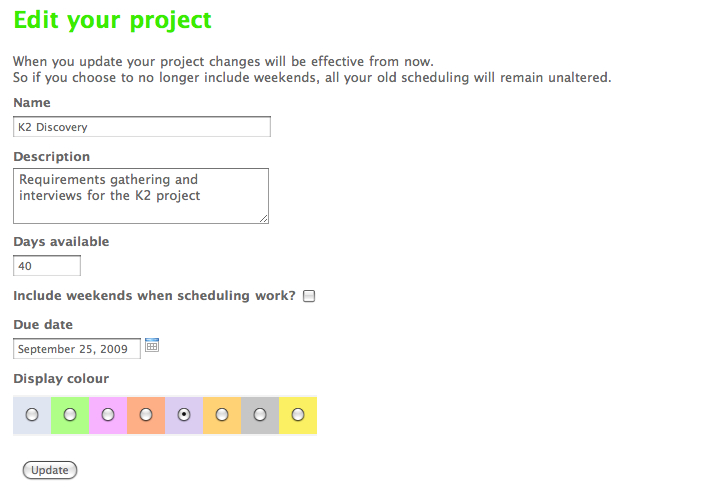 Edit your project
When you update your project changes will be effective from now.
So if you choose to no longer include weekends, all your old scheduling will remain unaltered.
Name
K2 Discovery
Description
Requirements gathering and
interviews for the K2 project
Days available
40
Include weekends when scheduling work?
Due date
September 25, 2009
Display colour
Update